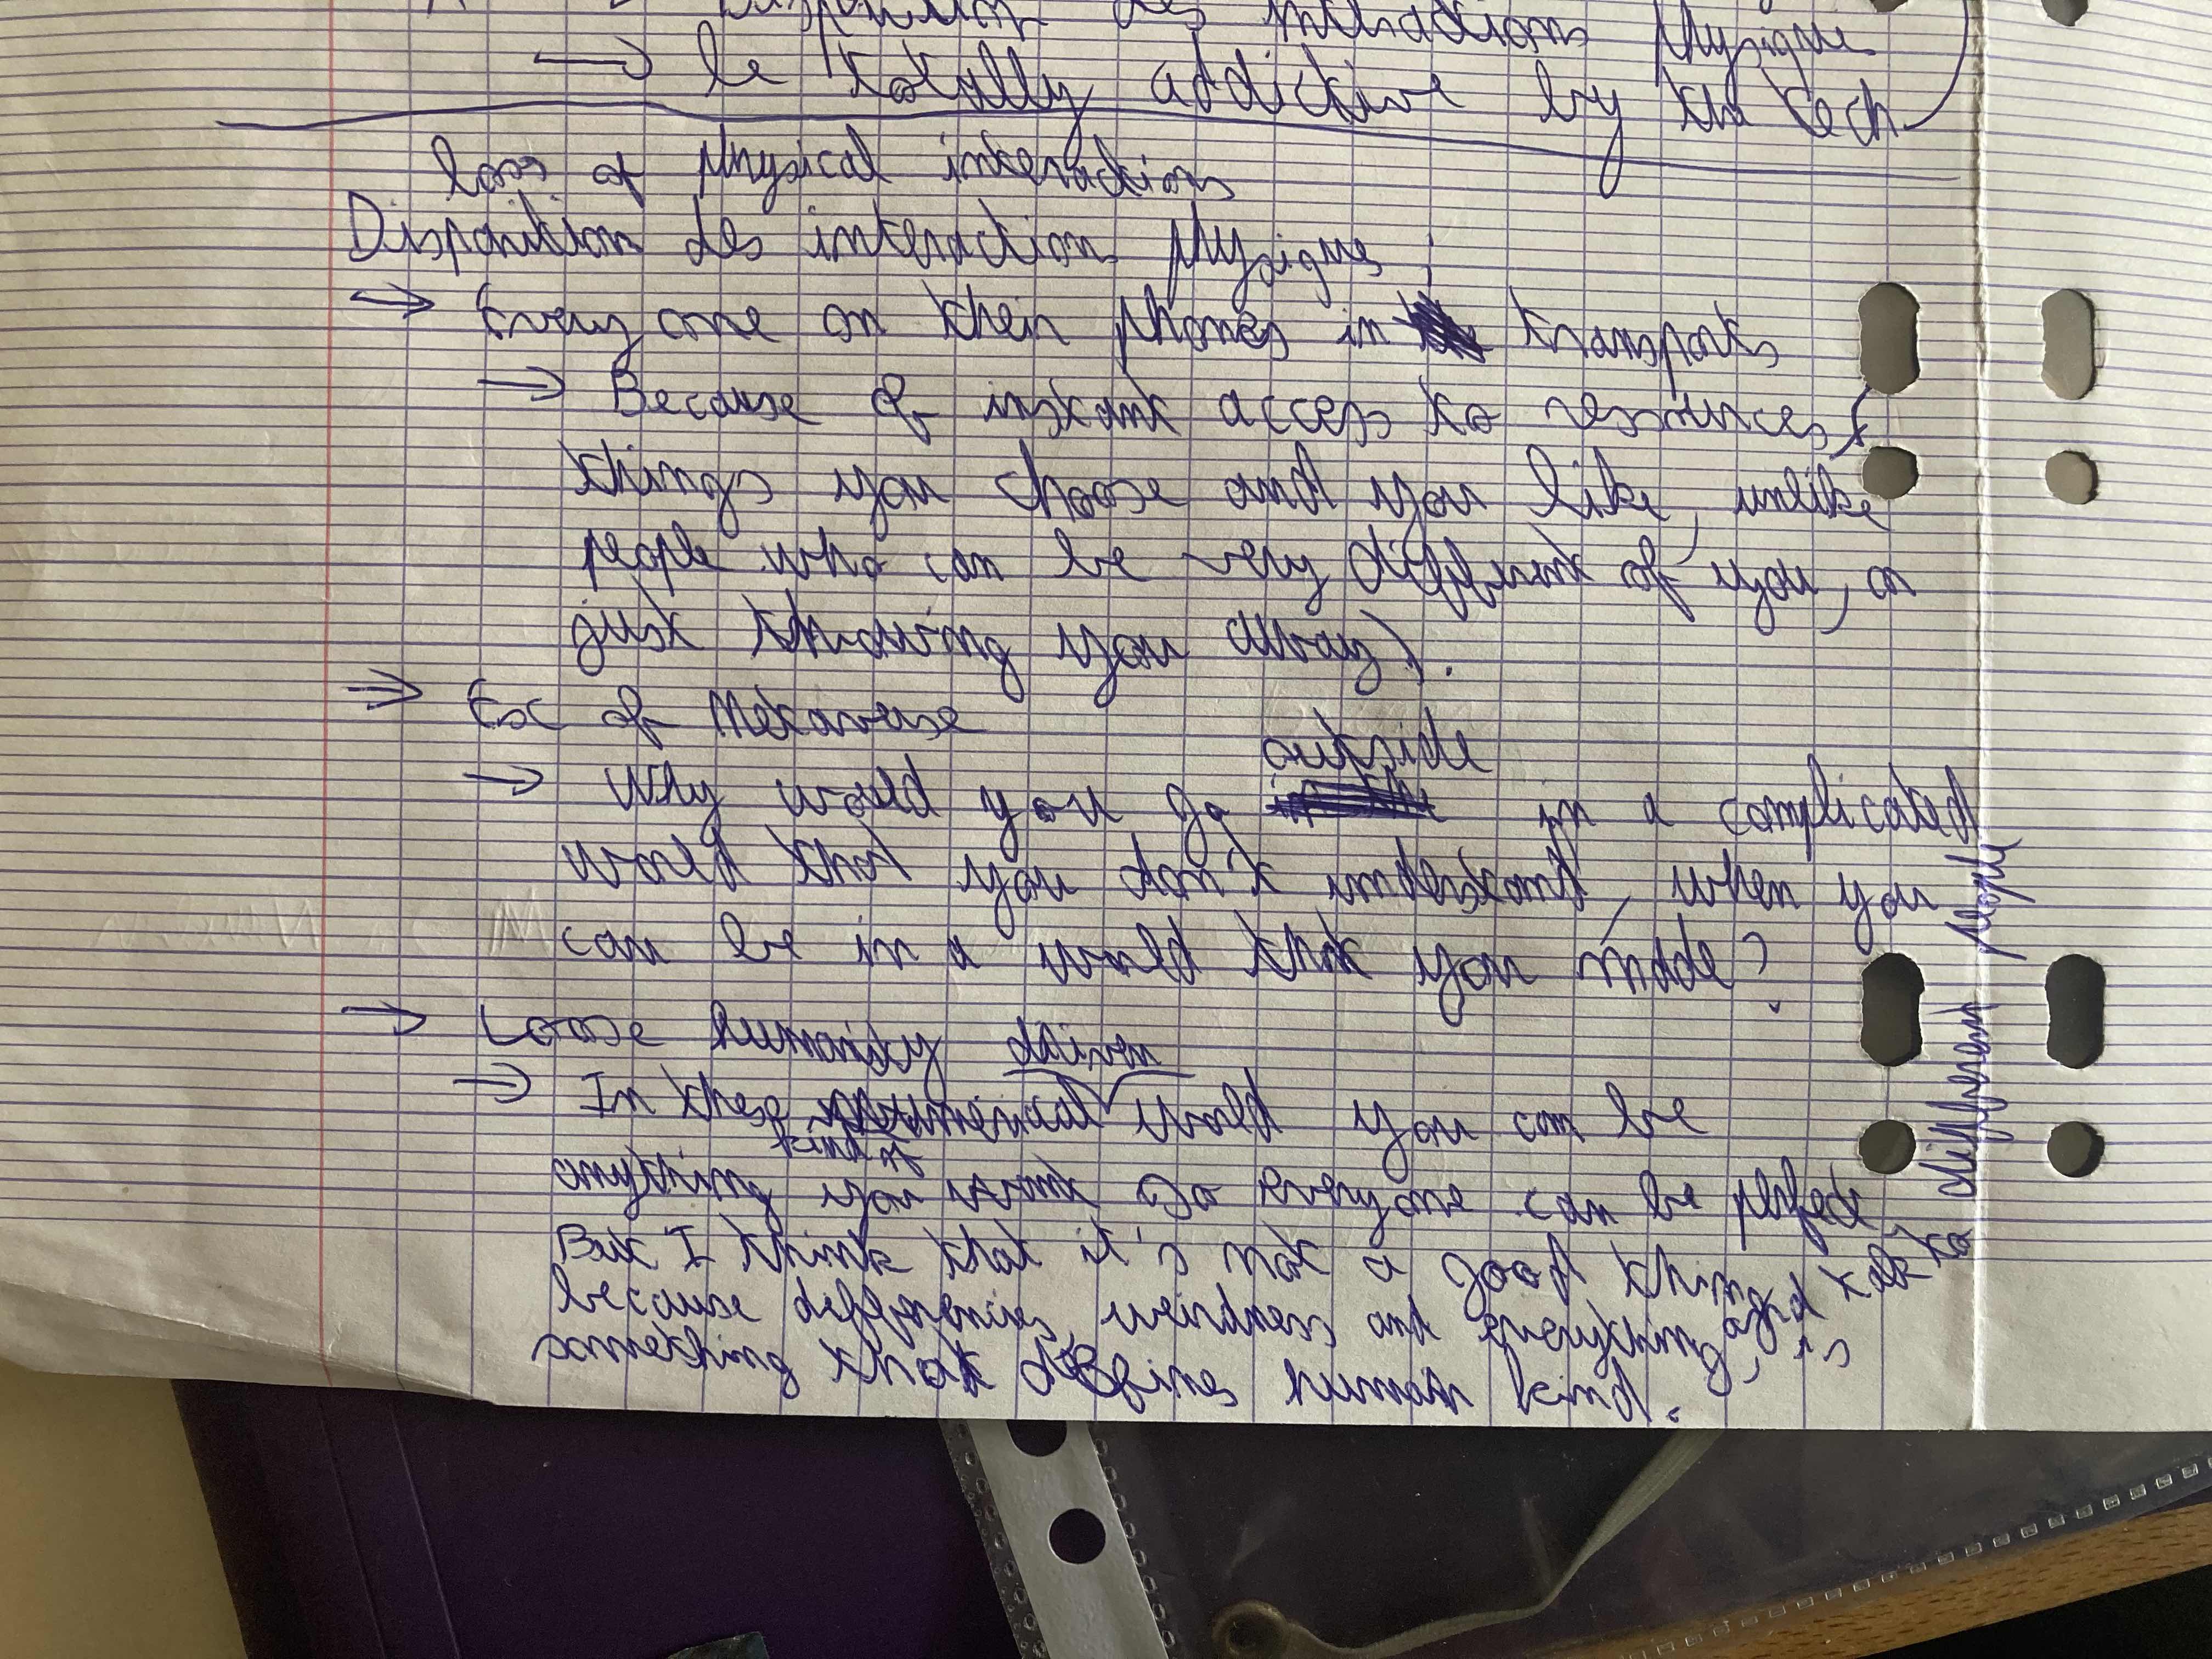 Disparition des intéractions physique
→ be totally addictive by the tech
loss of physical interactions
Disparition des interactions physiques :
⇒ Every one on their phones in transports
→ Because of instant access to ressources (
things you choose and you like, unlike
people who can be very different of you, or
just throwing you away).
⇒ Ex of Metaverse
outside
→ Why would you go in a complicated
world that you don't understand, when you
can be in a world that you made?
→ Loose humanity driven
→ In these world you can be
kind of
anything you want So everyone can be perfect
But I think that it's not a good thing
because differencies, weirdness and everything, is
and talk to different people
something that defines human kind.